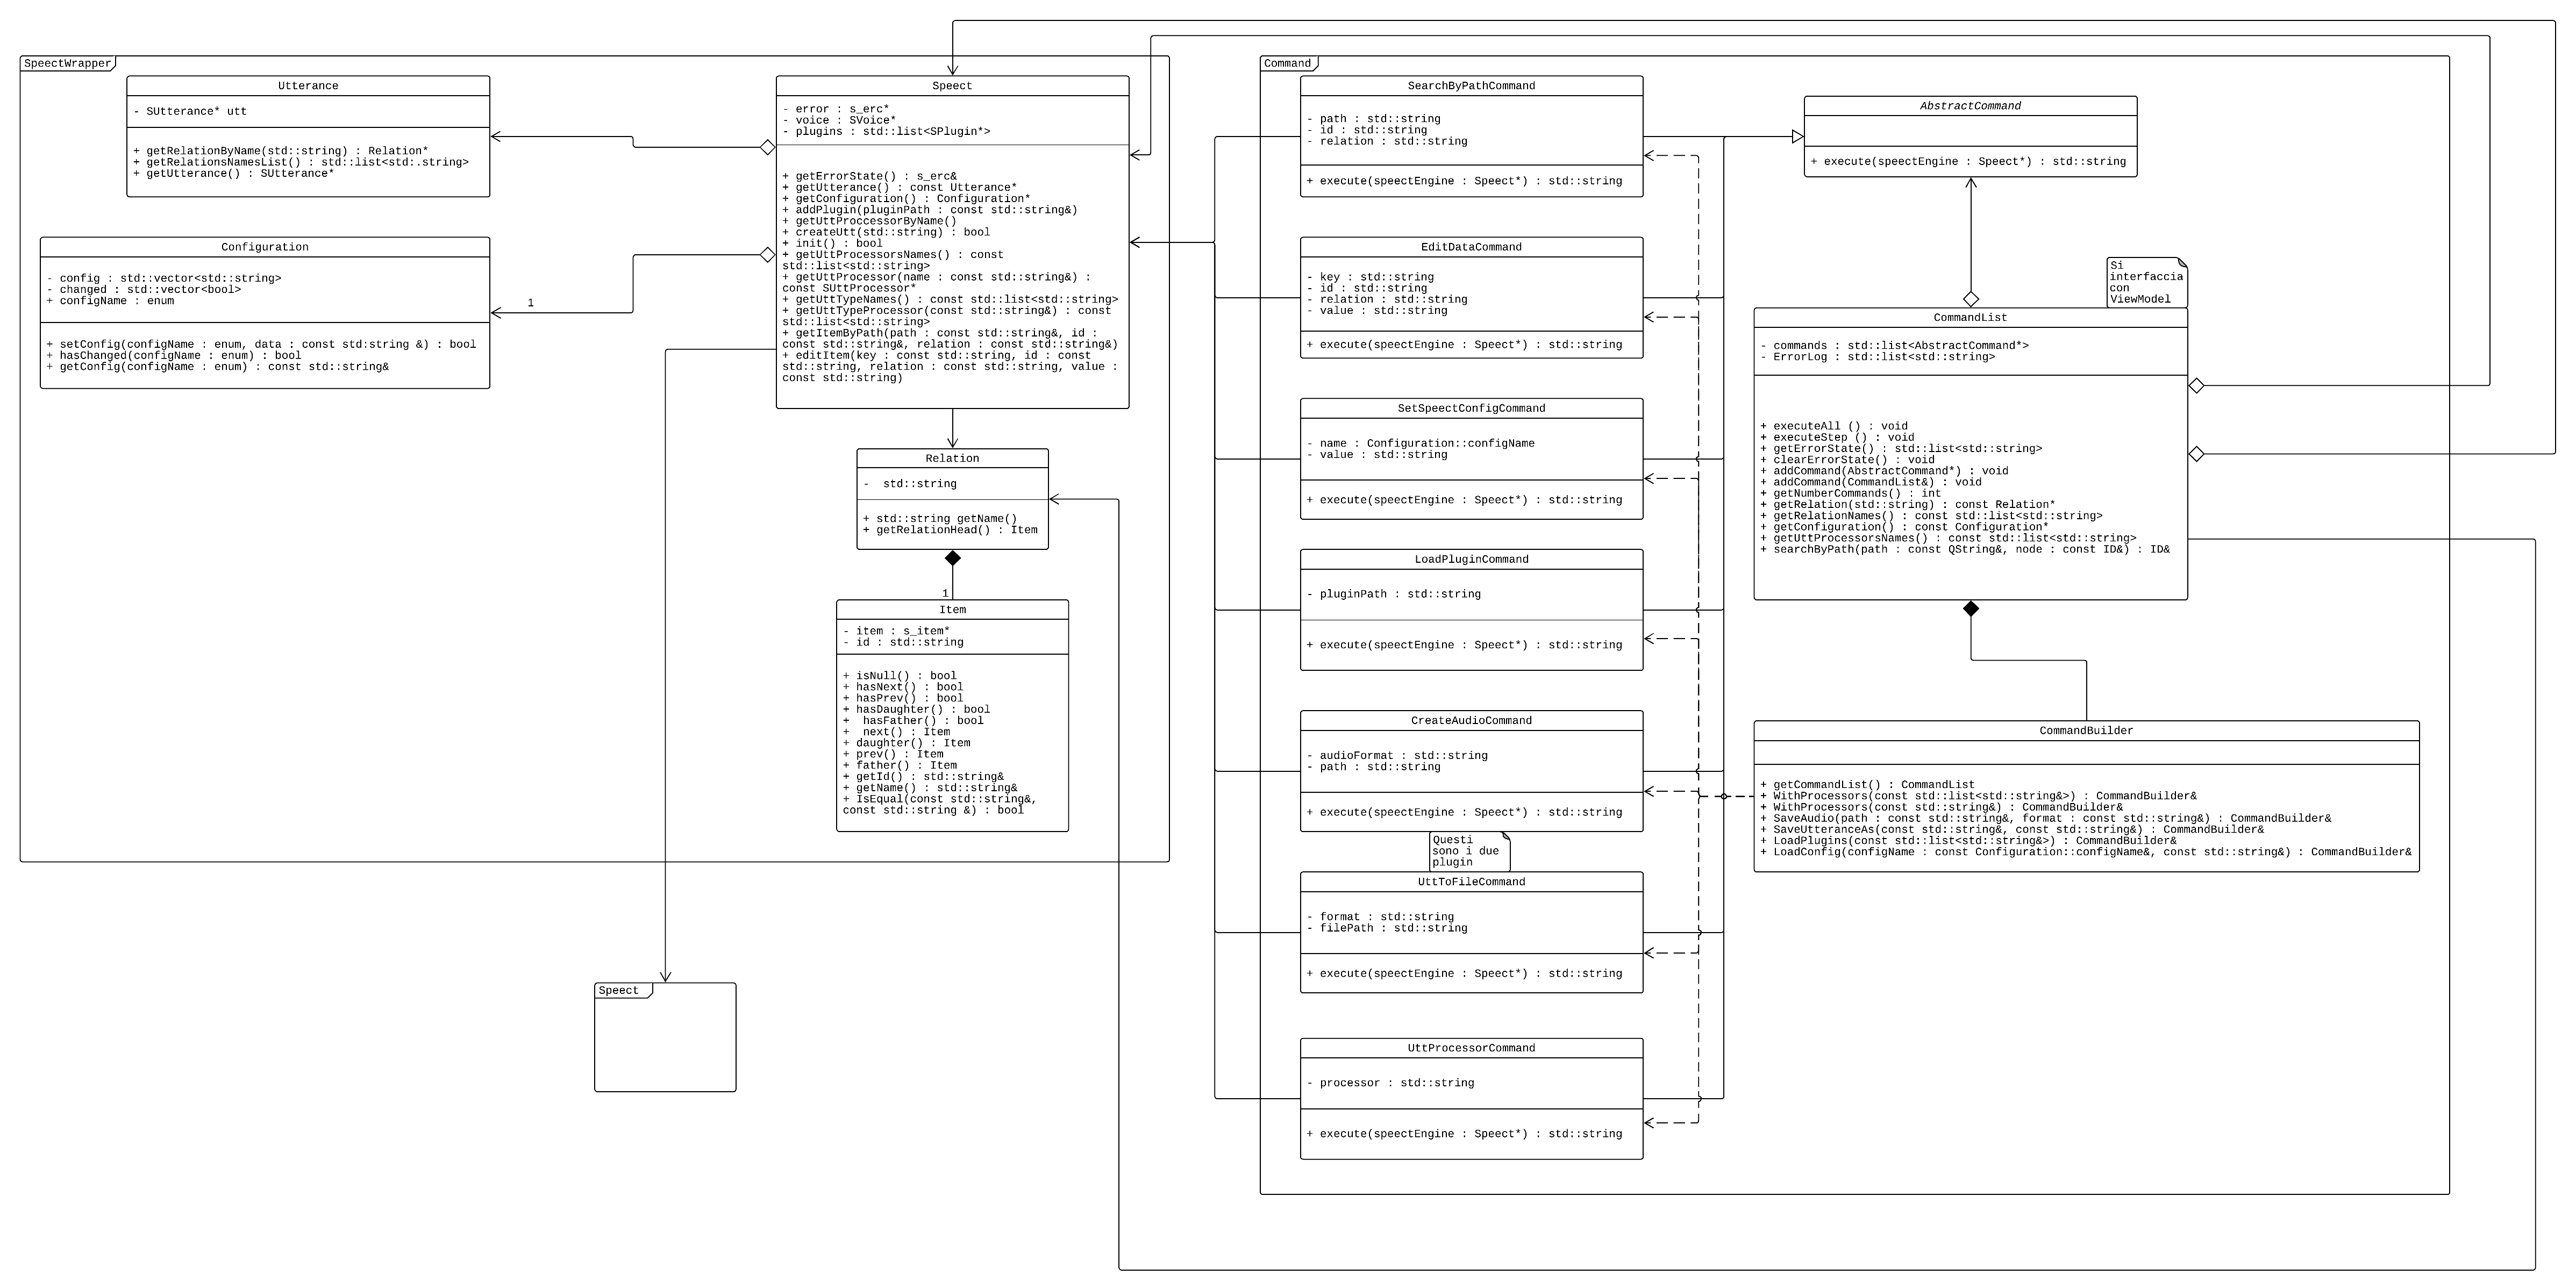 SpeectWrapper
Utterance
- SUtterance* utt
+ getRelationByName(std::string) : Relation*
+ getRelationsNamesList() : std::list<std:.string>
+ getUtterance() : SUtterance*
Configuration
- config : std::vector<std::string>
- changed : std::vector<bool>
+ configName : enum
+ setConfig(configName : enum, data : const std:string &) : bool
+ hasChanged(configName : enum) : bool
+ getConfig(configName : enum) : const std::string&
1
Speect
- error : s_erc*
- voice : SVoice*
- plugins : std::list<SPlugin*>
+ getErrorState() : s_erc&
+ getUtterance() : const Utterance*
+ getConfiguration() : Configuration*
+ addPlugin(pluginPath : const std::string&)
+ getUttProccessorByName()
+ createUtt(std::string) : bool
+ init() : bool
+ getUttProcessorsNames() : const
std::list<std::string>
+ getUttProcessor(name : const std::string&) :
const SUttProcessor*
+ getUttTypeNames() : const std::list<std::string>
+ getUttTypeProcessor(const std::string&) : const
std::list<std::string>
+ getItemByPath(path : const std::string&, id :
const std::string&, relation : const std::string&)
+ editItem(key : const std::string, id : const
std::string, relation : const std::string, value :
const std::string)
Relation
-  std::string
+ std::string getName()
+ getRelationHead() : Item
1
Item
- item : s_item*
- id : std::string
+ isNull() : bool
+ hasNext() : bool
+ hasPrev() : bool
+ hasDaughter() : bool
+  hasFather() : bool
+  next() : Item
+ daughter() : Item
+ prev() : Item
+ father() : Item
+ getId() : std::string&
+ getName() : std::string&
+ IsEqual(const std::string&,
const std::string &) : bool
Speect
Command
SearchByPathCommand
- path : std::string
- id : std::string
- relation : std::string
+ execute(speectEngine : Speect*) : std::string
EditDataCommand
- key : std::string
- id : std::string
- relation : std::string
- value : std::string
+ execute(speectEngine : Speect*) : std::string
SetSpeectConfigCommand
- name : Configuration::configName
- value : std::string
+ execute(speectEngine : Speect*) : std::string
LoadPluginCommand
- pluginPath : std::string
+ execute(speectEngine : Speect*) : std::string
CreateAudioCommand
- audioFormat : std::string
- path : std::string
+ execute(speectEngine : Speect*) : std::string
Questi
sono i due
plugin
UttToFileCommand
- format : std::string
- filePath : std::string
+ execute(speectEngine : Speect*) : std::string
UttProcessorCommand
- processor : std::string
+ execute(speectEngine : Speect*) : std::string
AbstractCommand
+ execute(speectEngine : Speect*) : std::string
Si
interfaccia
con
ViewModel
CommandList
- commands : std::list<AbstractCommand*>
- ErrorLog : std::list<std::string>
+ executeAll () : void
+ executeStep () : void
+ getErrorState() : std::list<std::string>
+ clearErrorState() : void
+ addCommand(AbstractCommand*) : void
+ addCommand(CommandList&) : void
+ getNumberCommands() : int
+ getRelation(std::string) : const Relation*
+ getRelationNames() : const std::list<std::string>
+ getConfiguration() : const Configuration*
+ getUttProcessorsNames() : const std::list<std::string>
+ searchByPath(path : const QString&, node : const ID&) : ID&
CommandBuilder
+ getCommandList() : CommandList
+ WithProcessors(const std::list<std::string&>) : CommandBuilder&
+ WithProcessors(const std::string&) : CommandBuilder&
+ SaveAudio(path : const std::string&, format : const std::string&) : CommandBuilder&
+ SaveUtteranceAs(const std::string&, const std::string&) : CommandBuilder&
+ LoadPlugins(const std::list<std::string&>) : CommandBuilder&
+ LoadConfig(configName : const Configuration::configName&, const std::string&) : CommandBuilder&